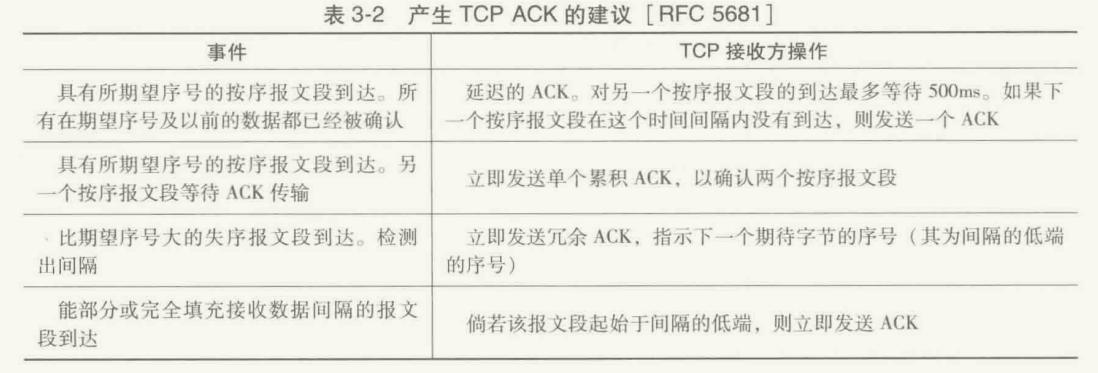 表 3-2 产生 TCP ACK 的建议 [RFC 5681]
事件
TCP 接收方操作
具有所期望序号的按序报文段到达。所
有在期望序号及以前的数据都已经被确认
延迟的 ACK。对另一个按序报文段的到达最多等待 500ms。如果下
一个按序报文段在这个时间间隔内没有到达，则发送一个 ACK
具有所期望序号的按序报文段到达。另
一个按序报文段等待 ACK 传输
立即发送单个累积 ACK，以确认两个按序报文段
比期望序号大的失序报文段到达。检测
出间隔
立即发送冗余 ACK，指示下一个期待字节的序号（其为间隔的低端
的序号）
能部分或完全填充接收数据间隔的报文
段到达
倘若该报文段起始于间隔的低端，则立即发送 ACK